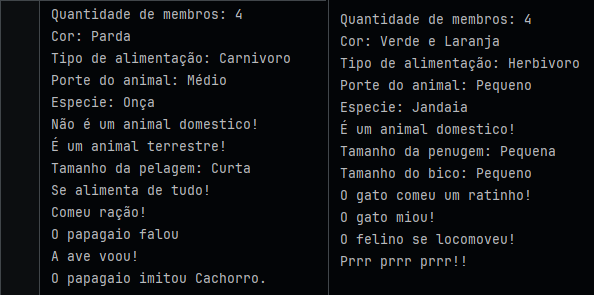 Quantidade de membros: 4
Cor: Parda
Tipo de alimentação: Carnivoro
Porte do animal: Médio
Especie: Onça
Não é um animal domestico!
É um animal terrestre!
Tamanho da pelagem: Curta
Se alimenta de tudo!
Comeu ração!
O papagaio falou
A ave voou!
O papagaio imitou Cachorro.
Quantidade de membros: 4
Cor: Verde e Laranja
Tipo de alimentação: Herbivoro
Porte do animal: Pequeno
Especie: Jandaia
É um animal domestico!
Tamanho da penugem: Pequena
Tamanho do bico: Pequeno
O gato comeu um ratinho!
O gato miou!
O felino se locomoveu!
Prrr prrr prrr!!